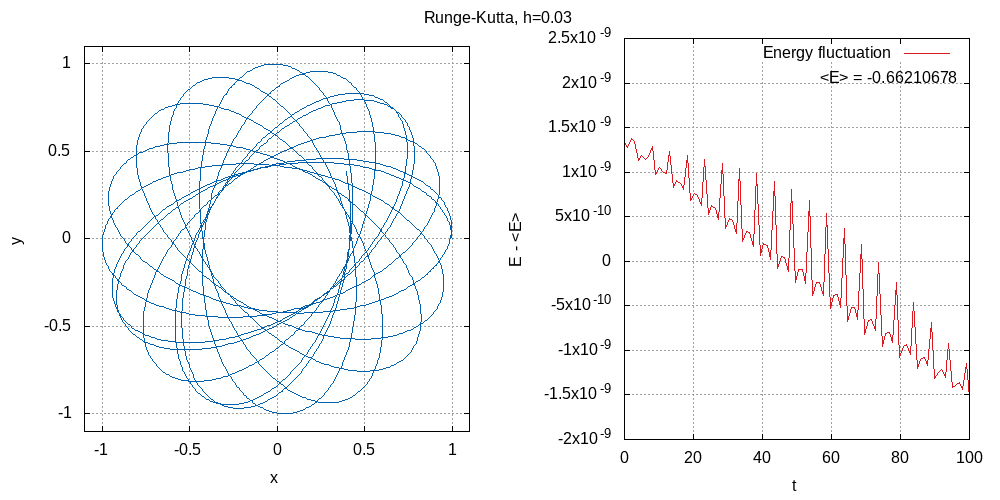 Runge-Kutta, h=0.03
1
0.5
0
-0.5
-1
y
-1
-0.5
0
0.5
1
x
2.5x10 -9
2x10 -9
1.5x10 -9
1x10 -9
5x10 -10
0
-5x10 -10
-1x10 -9
-1.5x10 -9
-2x10 -9
E - <E>
Energy fluctuation
<E> = -0.66210678
0
20
40
60
80
100
t